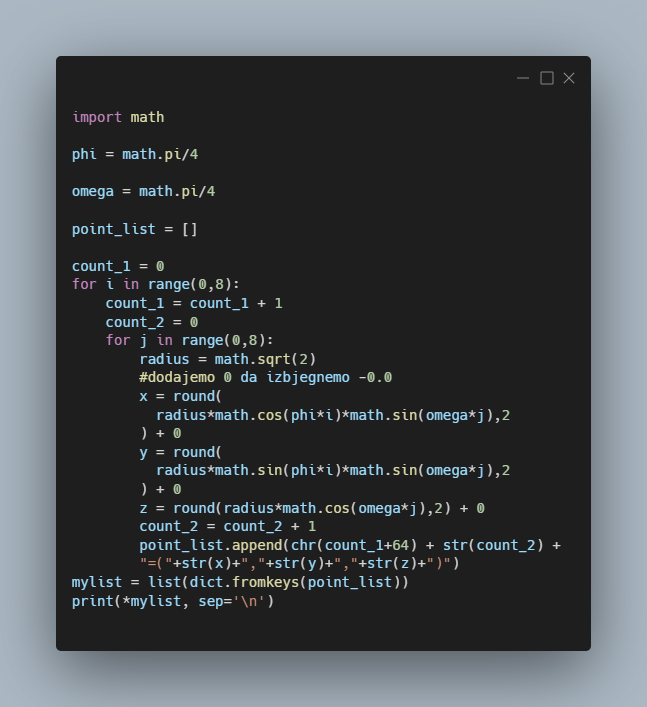 import math
phi = math.pi/4
omega = math.pi/4
point_list = []
count_1 = 0
for i in range(0,8):
    count_1 = count_1 + 1
    count_2 = 0
    for j in range(0,8):
        radius = math.sqrt(2)
        #dodajemo 0 da izbjegnemo -0.0
        x = round(
          radius*math.cos(phi*i)*math.sin(omega*j),2
        ) + 0
        y = round(
          radius*math.sin(phi*i)*math.sin(omega*j),2
        ) + 0
        z = round(radius*math.cos(omega*j),2) + 0
        count_2 = count_2 + 1
        point_list.append(chr(count_1+64) + str(count_2) +
        "=("+str(x)+","+str(y)+","+str(z)+")")
mylist = list(dict.fromkeys(point_list))
print(*mylist, sep='\n')